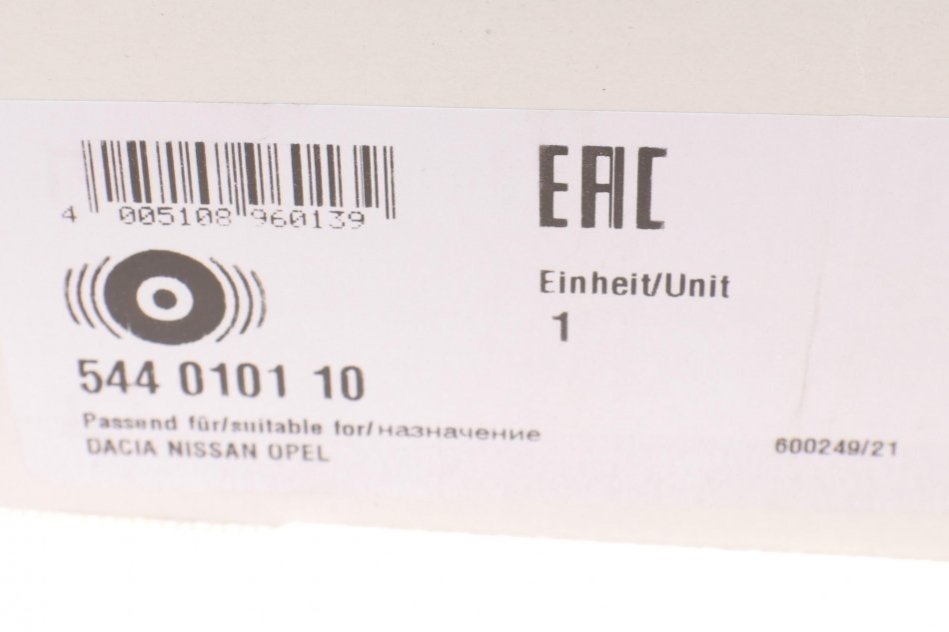 4 005108 960139
EAC
Einheit/Unit
1
544 0101 10
Passend für/suitable for/назначение
DACIA NISSAN OPEL
600249/21